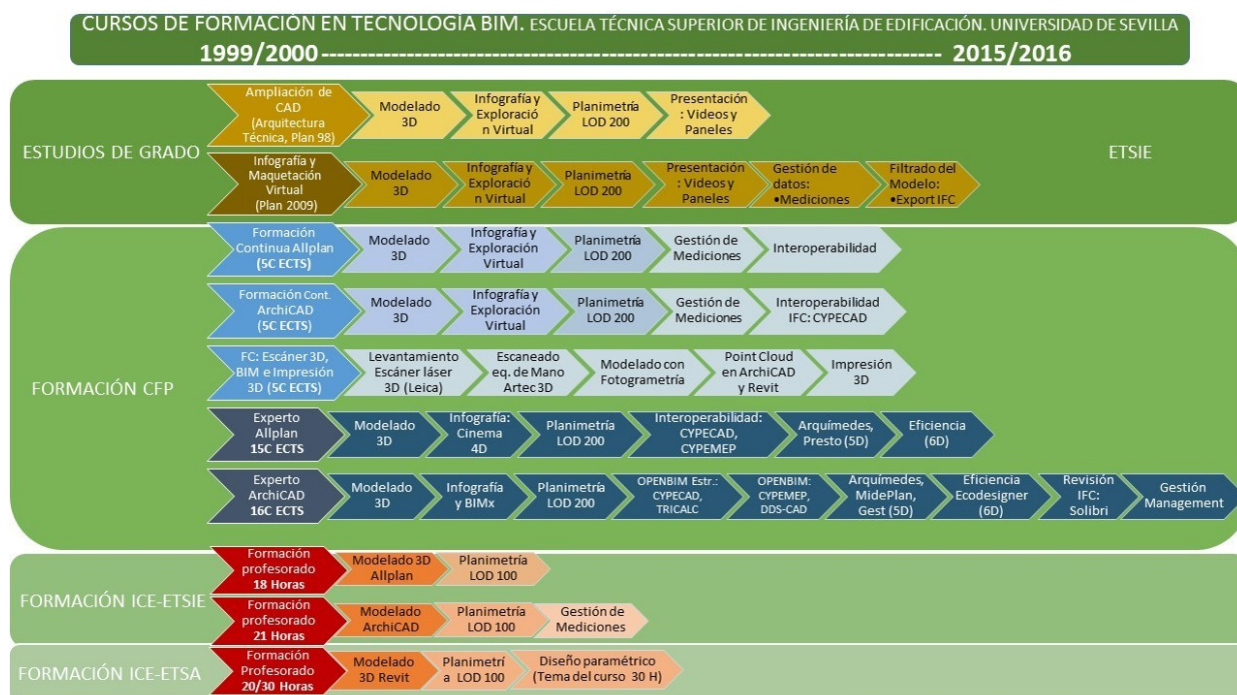 CURSOS DE FORMACIÓN EN TECNOLOGÍA BIM. ESCUELA TÉCNICA SUPERIOR DE INGENIERÍA DE EDIFICACIÓN. UNIVERSIDAD DE SEVILLA
1999/2000------------------------------------------------------------------------------------ 2015/2016
ESTUDIOS DE GRADO
ETSIE
Ampliación de
CAD
(Arquitectura
Técnica, Plan 98)
Modelado
3D
Infografía y
Exploració
n Virtual
Planimetría
LOD 200
Presentación
: Videos y
Paneles
Infografía y
Maquetación
Virtual
(Plan 2009)
Modelado
3D
Infografía y
Exploració
n Virtual
Planimetría
LOD 200
Presentación
: Videos y
Paneles
Gestión de
datos:
•Mediciones
Filtrado del
Modelo:
•Export IFC
FORMACIÓN CFP
Formación
Continua Allplan
(5C ECTS)
Modelado
3D
Infografía y
Exploración
Virtual
Planimetría
LOD 200
Gestión de
Mediciones
Interoperabilidad
Formación Cont.
ArchiCAD
(5C ECTS)
Modelado
3D
Infografía y
Exploración
Virtual
Planimetría
LOD 200
Gestión de
Mediciones
Interoperabilidad
IFC: CYPECAD
FC: Escáner 3D,
BIM e Impresión
3D (5C ECTS)
Levantamiento
Escáner láser
3D (Leica)
Escaneado
eq. de Mano
Artec 3D
Modelado con
Fotogrametría
Point Cloud
en ArchiCAD
y Revit
Impresión
3D
Experto
Allplan
15C ECTS
Modelado
3D
Infografía:
Cinema
4D
Planimetría
LOD 200
Interoperabilidad:
CYPECAD,
CYPEMEP
Arquímedes,
Presto (5D)
Eficiencia
(6D)
Experto
ArchiCAD
16C ECTS
Modelado
3D
Infografía
y BIMx
Planimetría
LOD 200
OPENBIM Estr.:
CYPECAD,
TRICALC
OPENBIM:
CYPEMEP,
DDS-CAD
Arquímedes,
MidePlan,
Gest (5D)
Eficiencia
Ecodesigner
(6D)
Revisión
IFC:
Solibri
Gestión
Management
FORMACIÓN ICE-ETSIE
Formación
profesorado
18 Horas
Modelado 3D
Allplan
Planimetría
LOD 100
Formación
profesorado
21 Horas
Modelado
ArchiCAD
Planimetría
LOD 100
Gestión de
Mediciones
FORMACIÓN ICE-ETSA
Formación
Profesorado
20/30 Horas
Modelado
3D Revit
Planimetrí
a LOD 100
Diseño paramétrico
(Tema del curso 30 H)